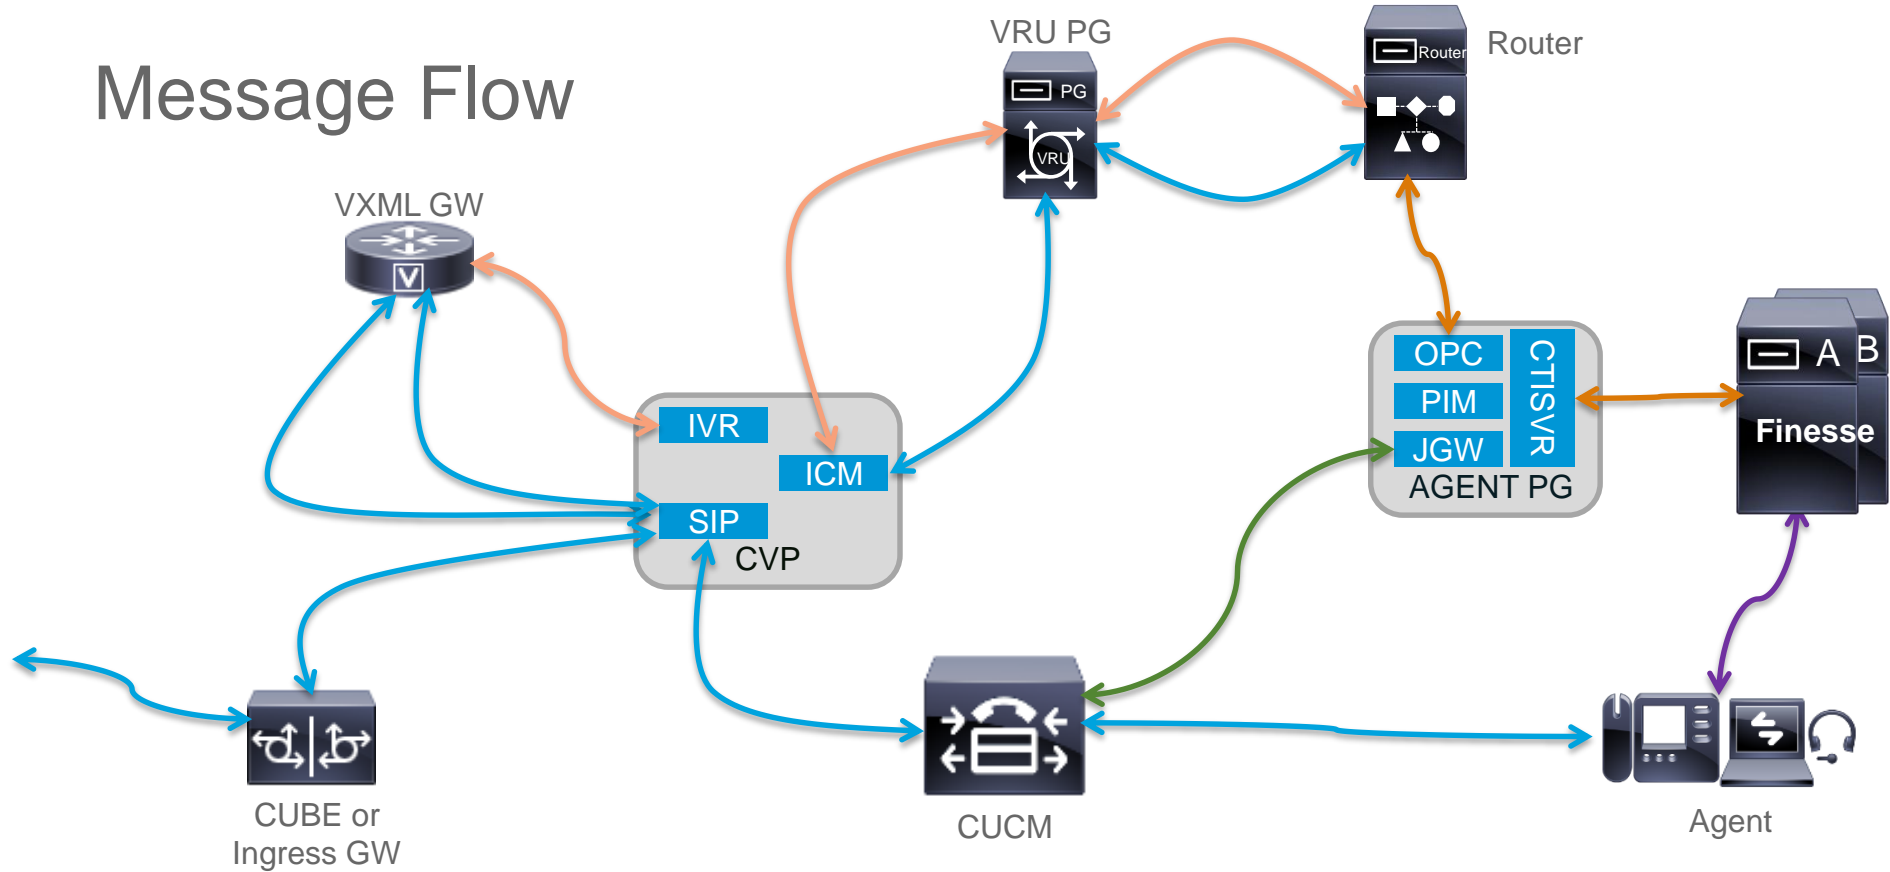 Message Flow
VRU PG
PG
VRU
Router
Router
VXML GW
V
IVR
ICM
SIP
CVP
OPC
PIM
JGW
CTISVR
AGENT PG
A
B
Finesse
CUBE or
Ingress GW
CUCM
Agent